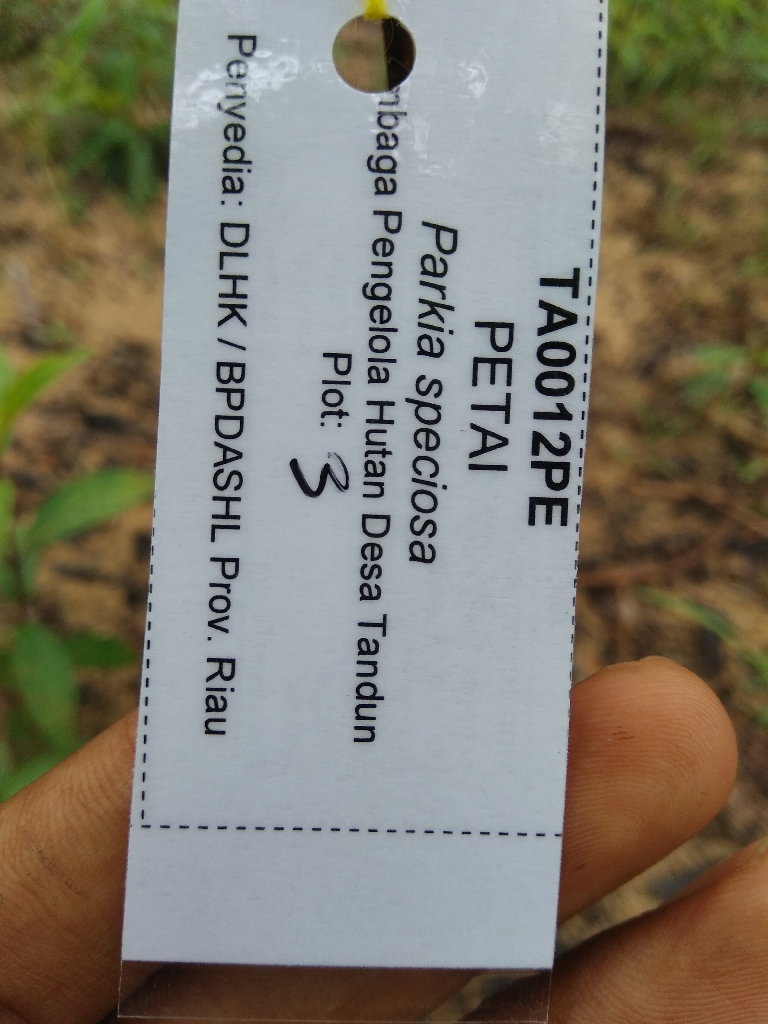 TA0012PE
PETAI
Parkia speciosa
mbaga Pengelola Hutan Desa Tandun
Plot: 3
Penyedia: DLHK / BPDASHL Prov. Riau